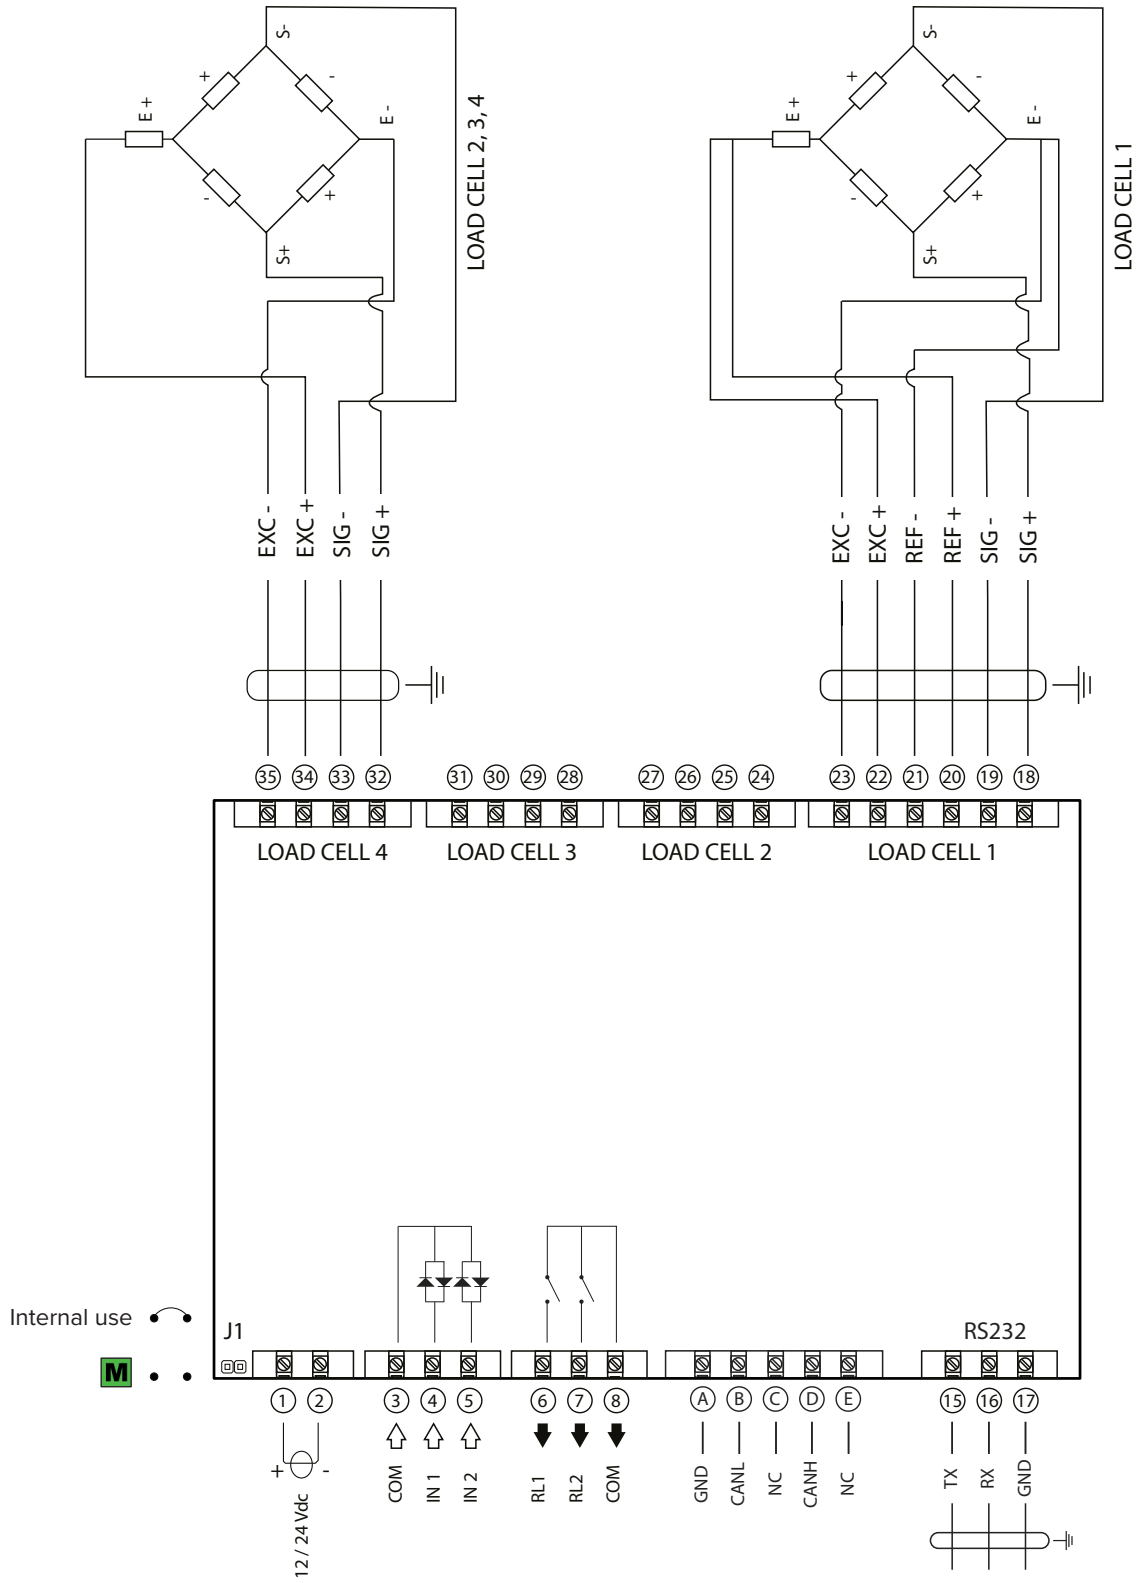 S-
S-
+
-
+
-
E +
E -
E +
E -
-
+
-
+
S+
S+
LOAD CELL 2, 3, 4
LOAD CELL 1
EXC -
EXC +
SIG -
SIG +
EXC -
EXC +
REF -
REF +
SIG -
SIG +
35 34 33 32 31 30 29 28 27 26 25 24 23 22 21 20 19 18
LOAD CELL 4
LOAD CELL 3
LOAD CELL 2
LOAD CELL 1
Internal use
J1
RS232
M
1 2 3 4 5 6 7 8 A B C D E 15 16 17
+ -
12 / 24 Vdc
COM
IN 1
IN 2
RL1
RL2
COM
GND
CANL
NC
CANH
NC
TX
RX
GND